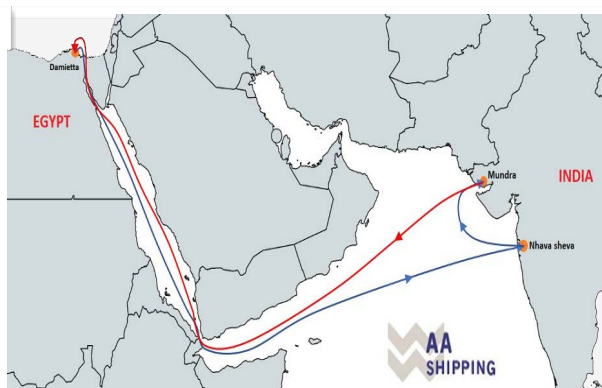 Damietta
EGYPT
Mundra
INDIA
Nhava sheva
AA
SHIPPING